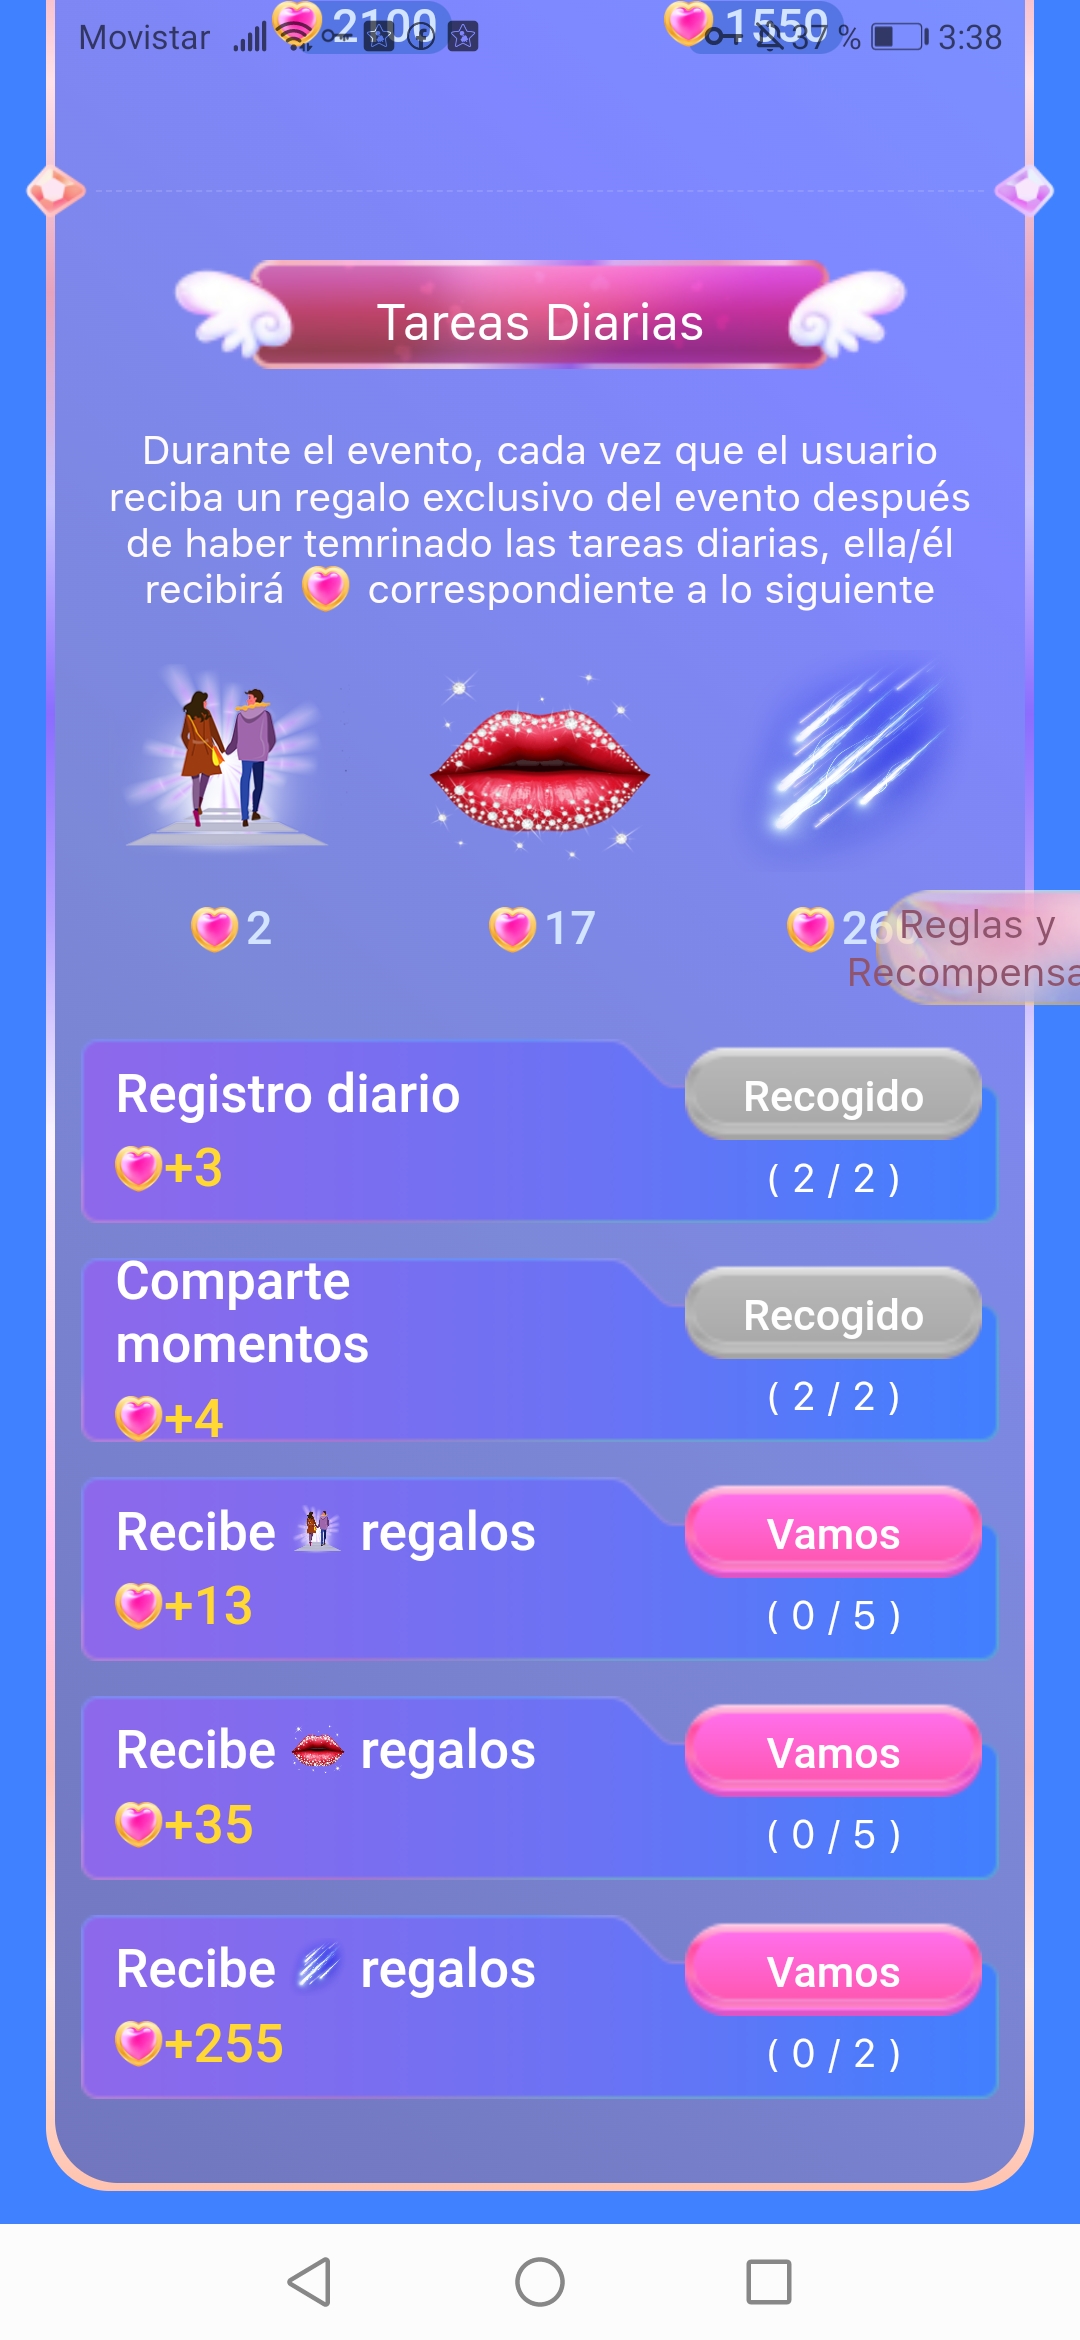 2100
1550
Movistar
37 %
3:38
Tareas Diarias
Durante el evento, cada vez que el usuario
reciba un regalo exclusivo del evento después
de haber temrinado las tareas diarias, ella/él
recibirá correspondiente a lo siguiente
2
17
Reglas y
Recompensa
Registro diario
Recogido
+3
( 2 / 2 )
Comparte
momentos
Recogido
+4
( 2 / 2 )
Recibe regalos
Vamos
+13
( 0 / 5 )
Recibe regalos
Vamos
+35
( 0 / 5 )
Recibe regalos
Vamos
+255
( 0 / 2 )